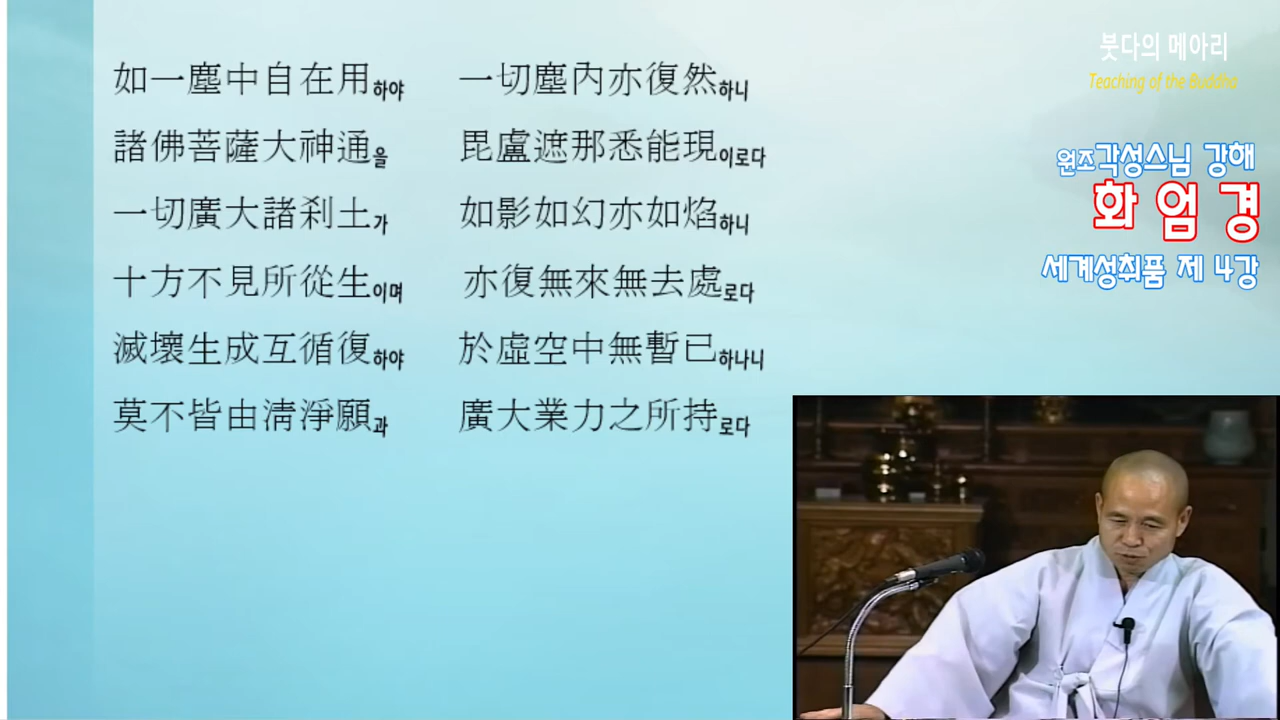 如一塵中自在用하야 一切塵內亦復然하니
諸佛菩薩大神通을 毘盧遮那悉能現이로다
一切廣大諸刹土가 如影如幻亦如焰하니
十方不見所從生이며 亦復無來無去處로다
滅壞生成互循復하야 於虛空中無暫已하나니
莫不皆由淸淨願과 廣大業力之所持로다
붓다의 메아리
Teaching of the Buddha
원즈각성스님 강해
화엄경
세계성취품 제 4강